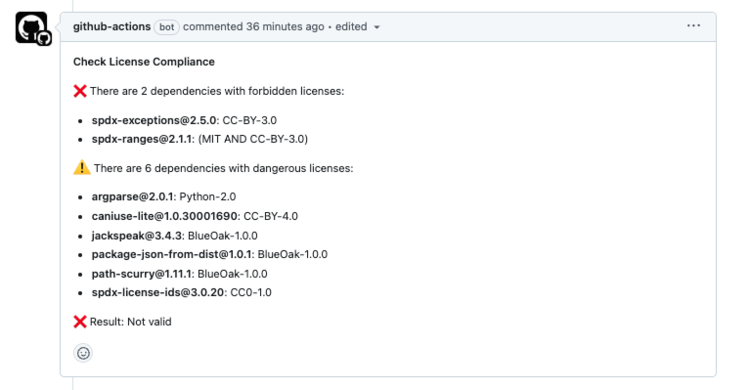 github-actions bot commented 36 minutes ago • edited
Check License Compliance
❌ There are 2 dependencies with forbidden licenses:
• spdx-exceptions@2.5.0: CC-BY-3.0
• spdx-ranges@2.1.1: (MIT AND CC-BY-3.0)
⚠️ There are 6 dependencies with dangerous licenses:
• argparse@2.0.1: Python-2.0
• caniuse-lite@1.0.30001690: CC-BY-4.0
• jackspeak@3.4.3: BlueOak-1.0.0
• package-json-from-dist@1.0.1: BlueOak-1.0.0
• path-scurry@1.11.1: BlueOak-1.0.0
• spdx-license-ids@3.0.20: CC0-1.0
❌ Result: Not valid